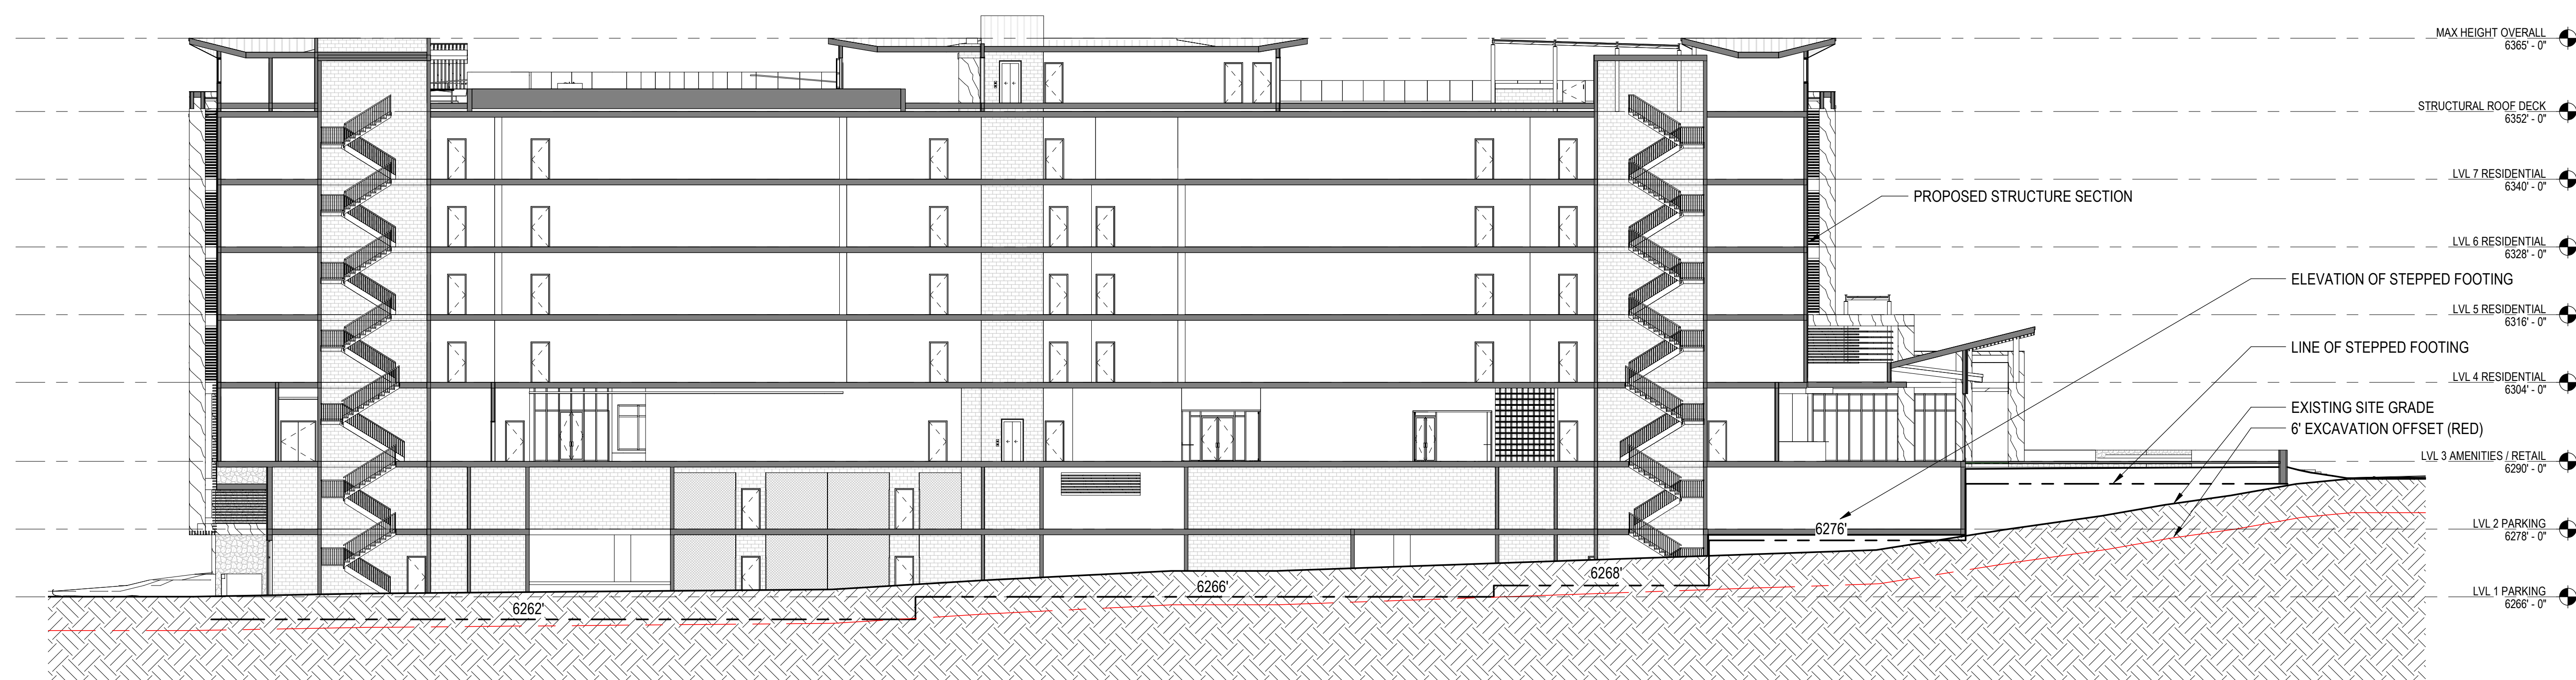 MAX HEIGHT OVERALL
6365' - 0"
STRUCTURAL ROOF DECK
6352' - 0"
LVL 7 RESIDENTIAL
6340' - 0"
PROPOSED STRUCTURE SECTION
LVL 6 RESIDENTIAL
6328' - 0"
ELEVATION OF STEPPED FOOTING
LVL 5 RESIDENTIAL
6316' - 0"
LINE OF STEPPED FOOTING
LVL 4 RESIDENTIAL
6304' - 0"
EXISTING SITE GRADE
6' EXCAVATION OFFSET (RED)
LVL 3 AMENITIES / RETAIL
6290' - 0"
6276'
LVL 2 PARKING
6278' - 0"
6268'
6266'
LVL 1 PARKING
6266' - 0"
6262'